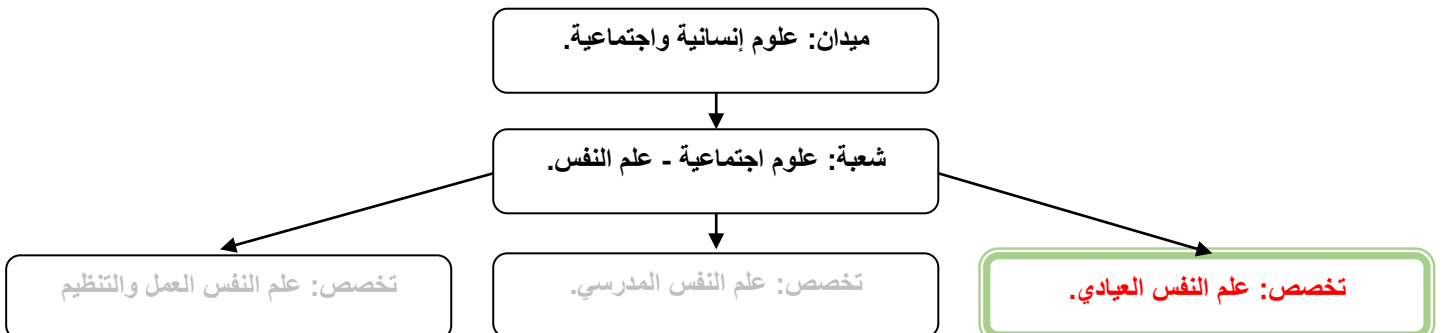 ميدان: علوم إنسانية واجتماعية.
شعبة: علوم اجتماعية - علم النفس.
تخصص: علم النفس العيادي.
تخصص: علم النفس المدرسي.
تخصص: علم النفس العمل والتنظيم